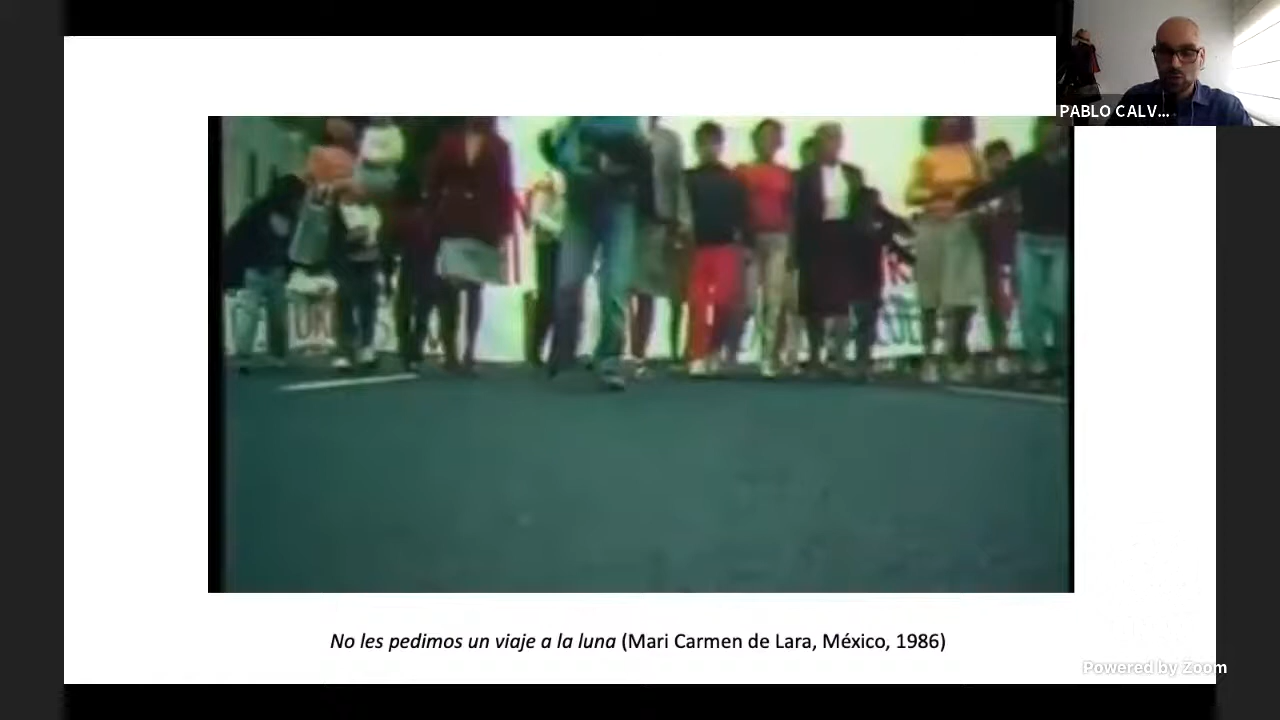 PABLO CALV...
No les pedimos un viaje a la luna (Mari Carmen de Lara, México, 1986)
Powered by Zoom